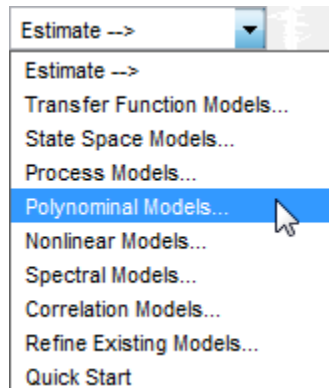 Estimate -->
Estimate -->
Transfer Function Models...
State Space Models...
Process Models...
Polynominal Models...
Nonlinear Models...
Spectral Models...
Correlation Models...
Refine Existing Models...
Quick Start